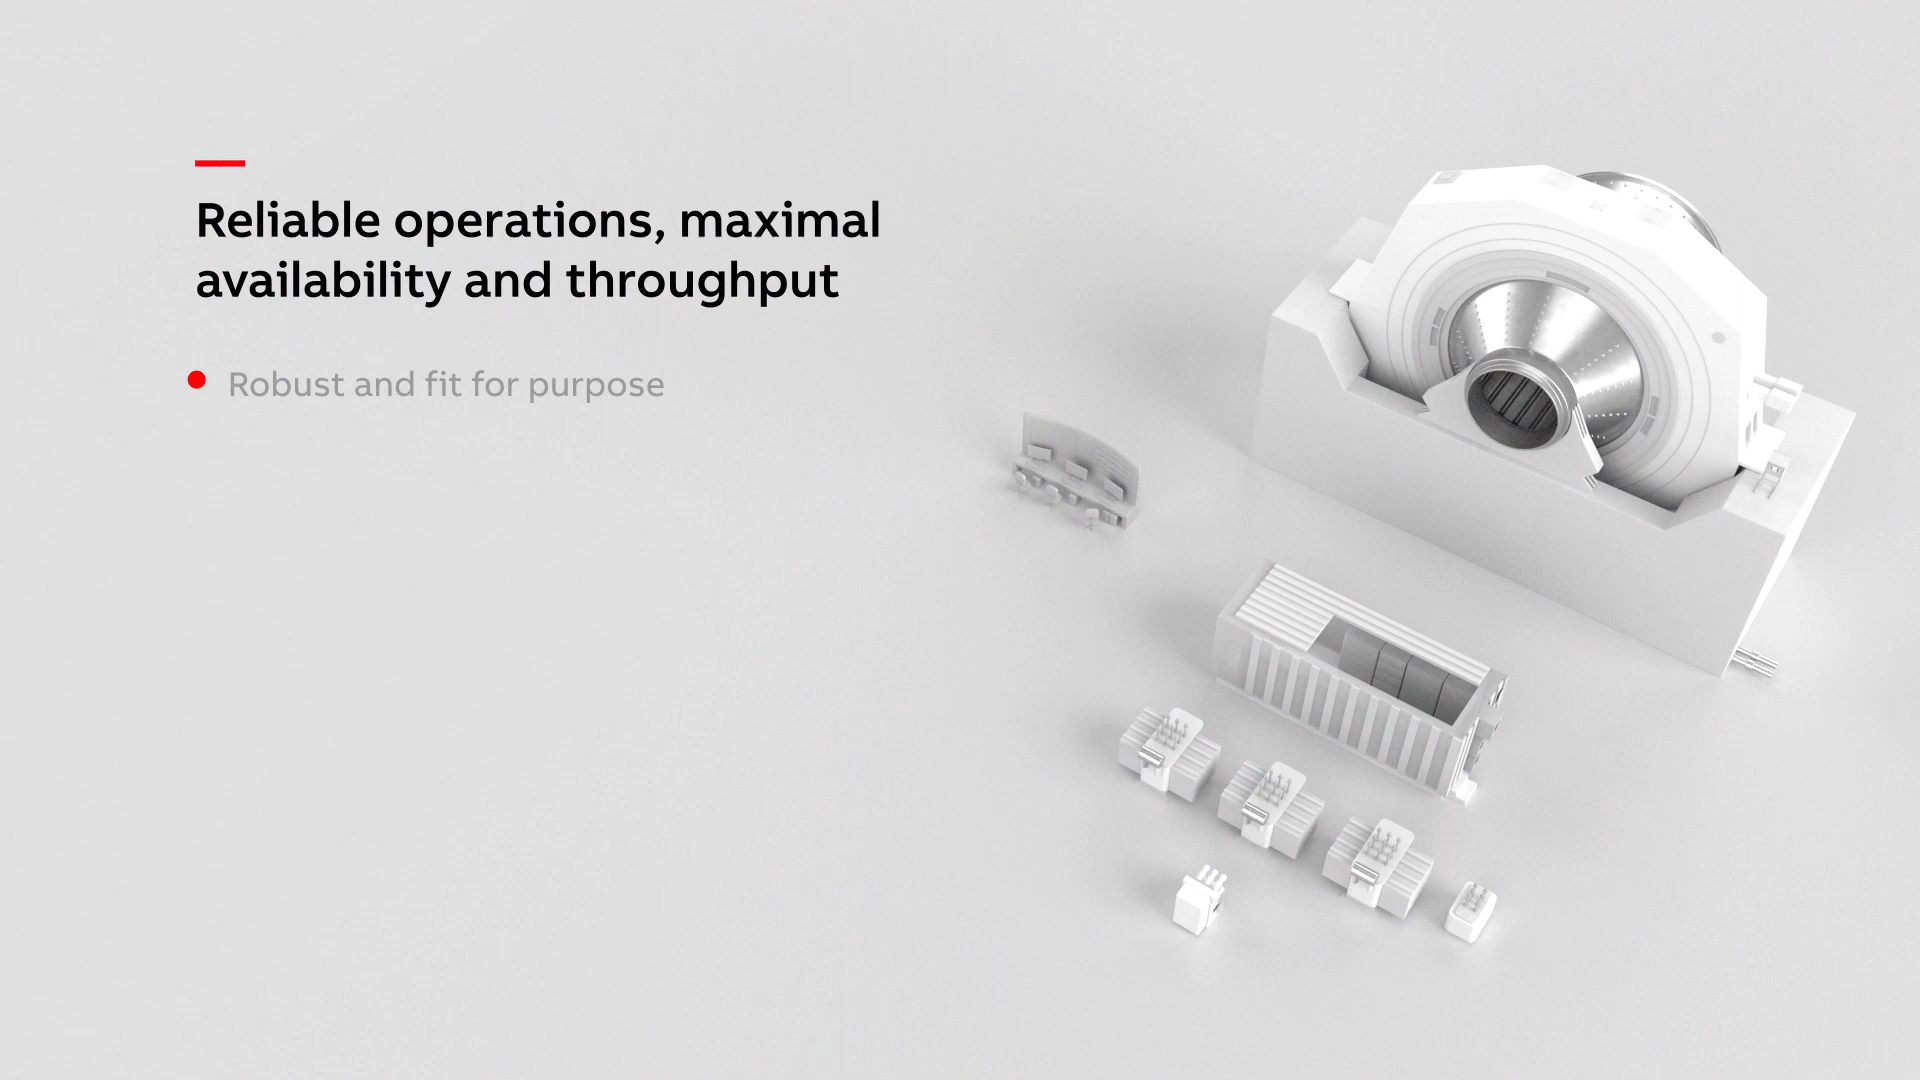 Reliable operations, maximal
availability and throughput
Robust and fit for purpose